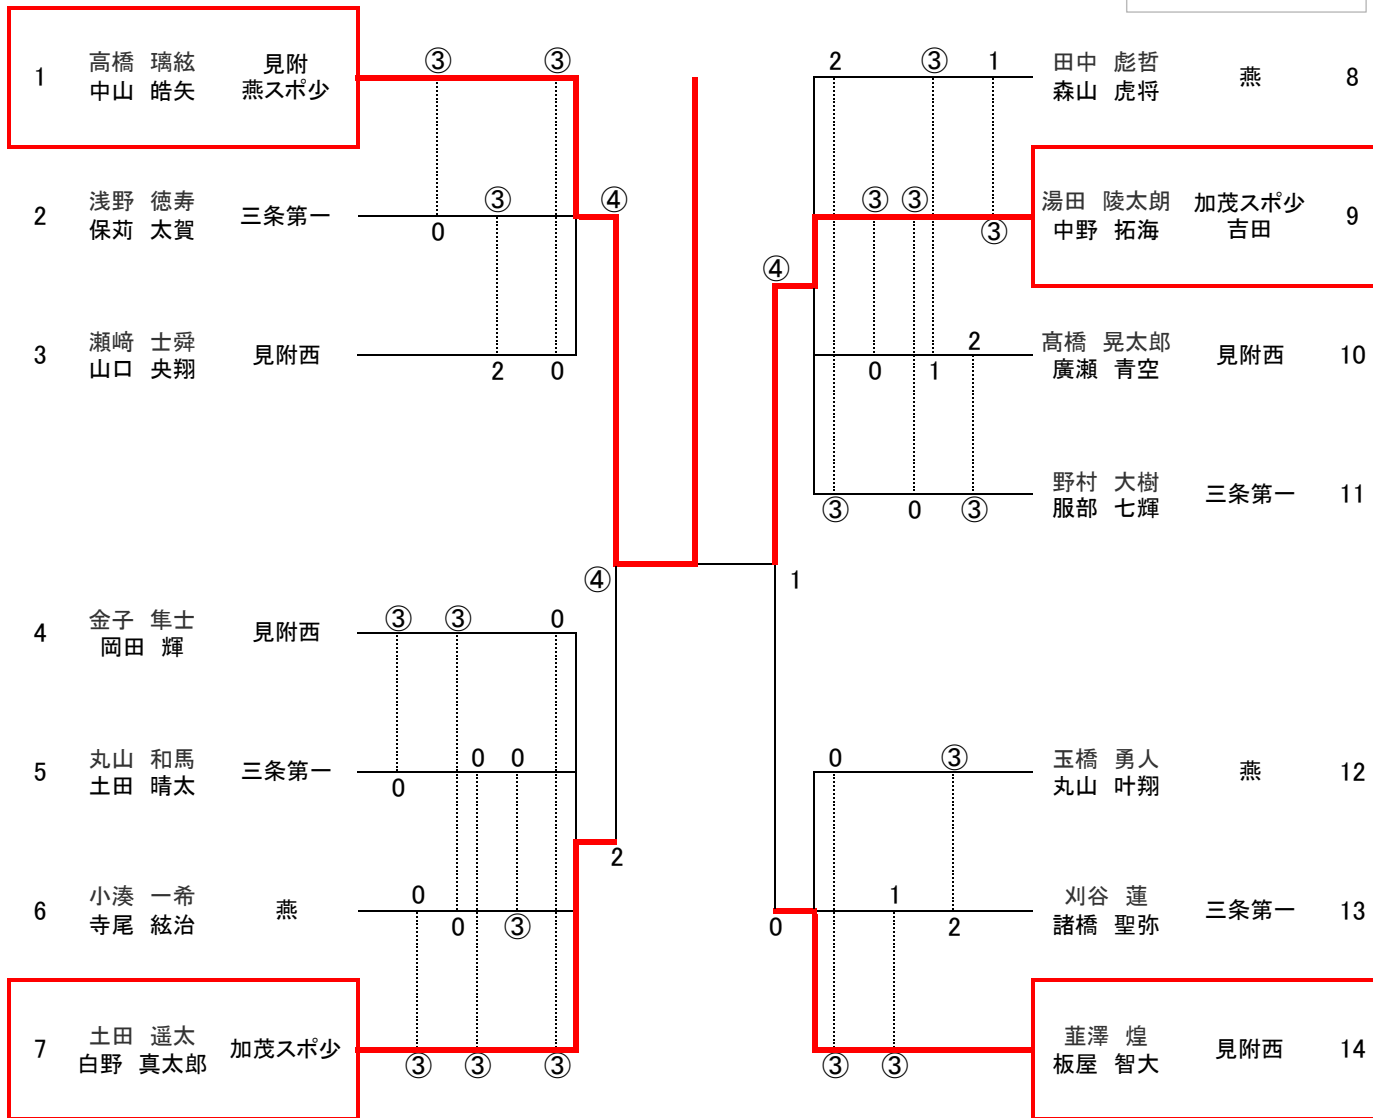 ③ ③
1 高橋 璃絃 見附
中山 皓矢 燕スポ少
③ ④
2 浅野 徳寿 三条第一
保苅 太賀
0
3 瀬﨑 士舜 見附西
山口 央翔
2 0
④
③ ③ 0
4 金子 隼士 見附西
岡田 輝
0 0
5 丸山 和馬 三条第一
土田 晴太
0
2
0
6 小湊 一希 燕
寺尾 絃治
0 ③
7 土田 遥太 加茂スポ少
白野 真太郎
③ ③ ③
2 ③ 1
田中 彪哲 燕 8
森山 虎将
③ ③
湯田 陵太朗 加茂スポ少 9
中野 拓海 吉田
③
④
2
髙橋 晃太郎 見附西 10
廣瀬 青空
0 1
野村 大樹 三条第一 11
服部 七輝
③ 0 ③
1
0 ③
玉橋 勇人 燕 12
丸山 叶翔
1
刈谷 蓮 三条第一 13
諸橋 聖弥
0 2
韮澤 煌 見附西 14
板屋 智大
③ ③